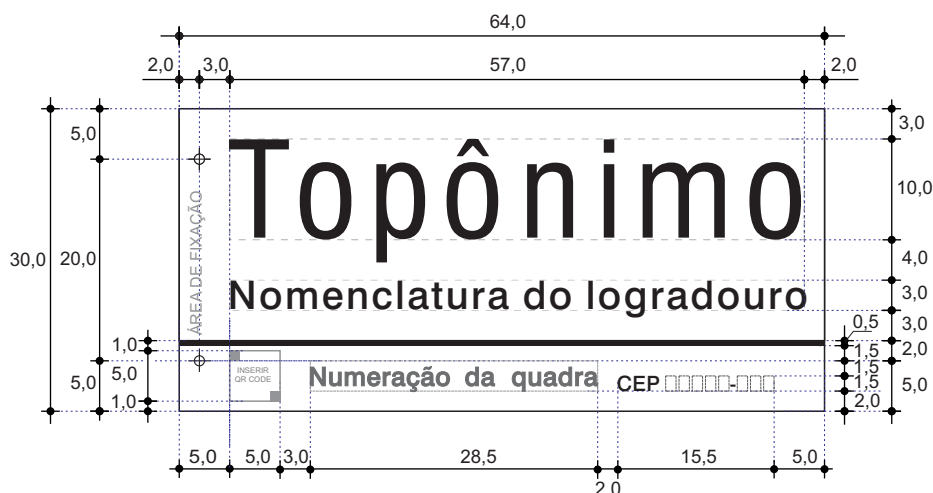 64,0
2,0 3,0 57,0 2,0
5,0 3,0
Topônimo
10,0
ÁREA DE FIXAÇÃO
30,0 20,0 4,0
Nomenclatura do logradouro
3,0
0,5 3,0
1,0 1,5 2,0
INSERIR
QR CODE
5,0 5,0 Numeração da quadra CEP - 1,5 1,5 5,0
1,0 2,0
5,0 5,0 3,0 28,5 15,5 5,0
2,0